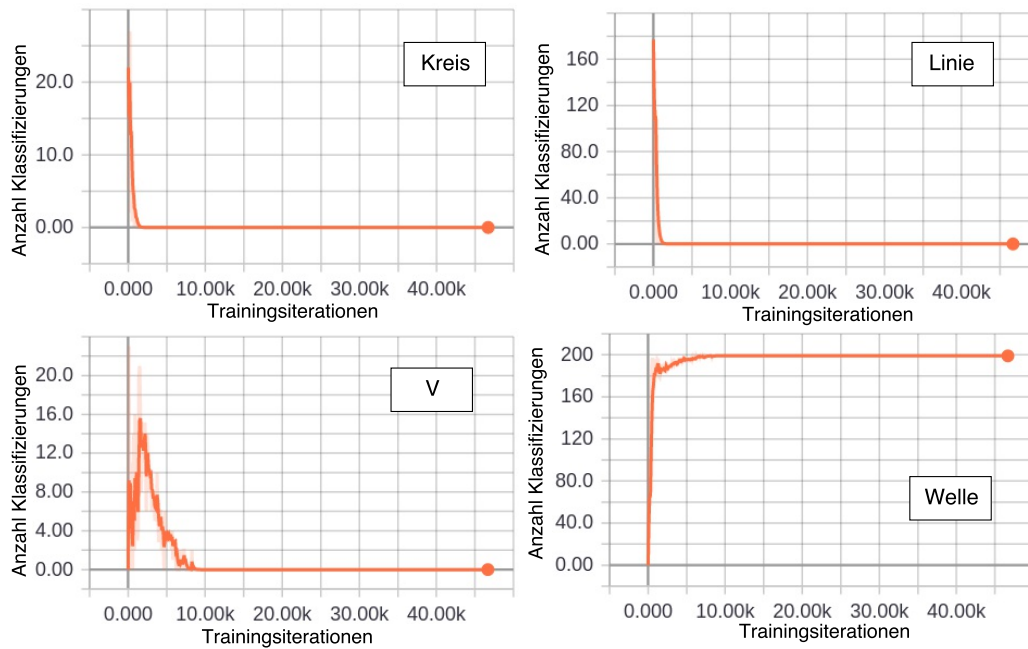 Anzahl Klassifizierungen
20.0
10.0
0.00
Kreis
0.000 10.00k 20.00k 30.00k 40.00k
Trainingsiterationen
Anzahl Klassifizierungen
160
120
80.0
40.0
0.00
Linie
0.000 10.00k 20.00k 30.00k 40.00k
Trainingsiterationen
Anzahl Klassifizierungen
20.0
16.0
12.0
8.00
4.00
0.00
V
0.000 10.00k 20.00k 30.00k 40.00k
Trainingsiterationen
Anzahl Klassifizierungen
200
160
120
80.0
40.0
0.00
Welle
0.000 10.00k 20.00k 30.00k 40.00k
Trainingsiterationen